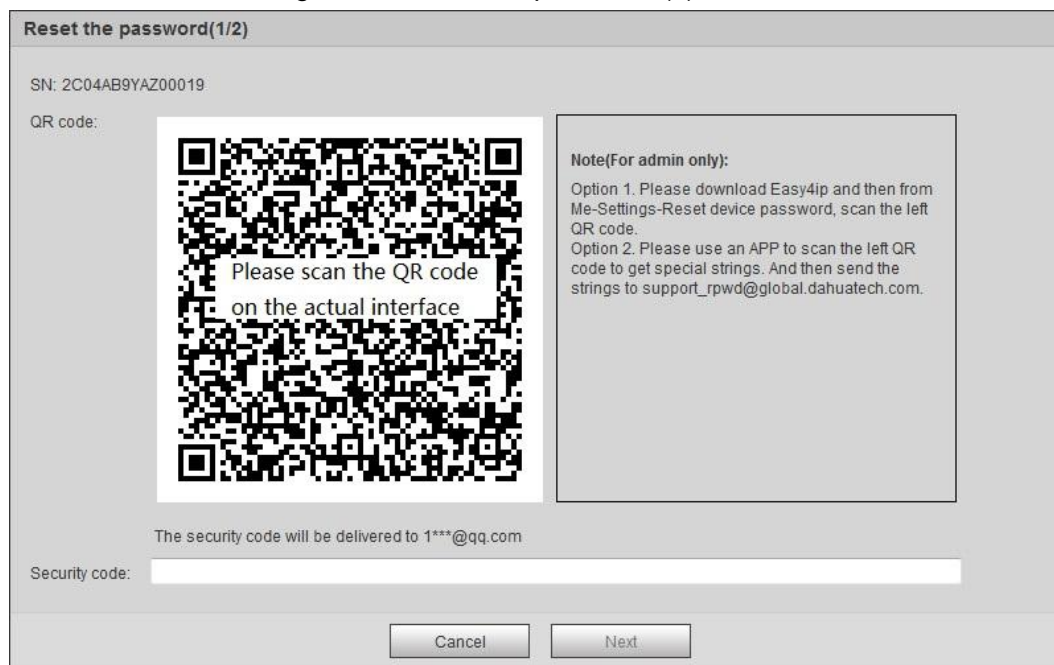 Reset the password(1/2)
SN: 2C04AB9YAZ00019
QR code:
Please scan the QR code
on the actual interface
Note(For admin only):
Option 1. Please download Easy4ip and then from
Me-Settings-Reset device password, scan the left
QR code.
Option 2. Please use an APP to scan the left QR
code to get special strings. And then send the
strings to support_rpwd@global.dahuatech.com.
The security code will be delivered to 1***@qq.com
Security code:
Cancel
Next